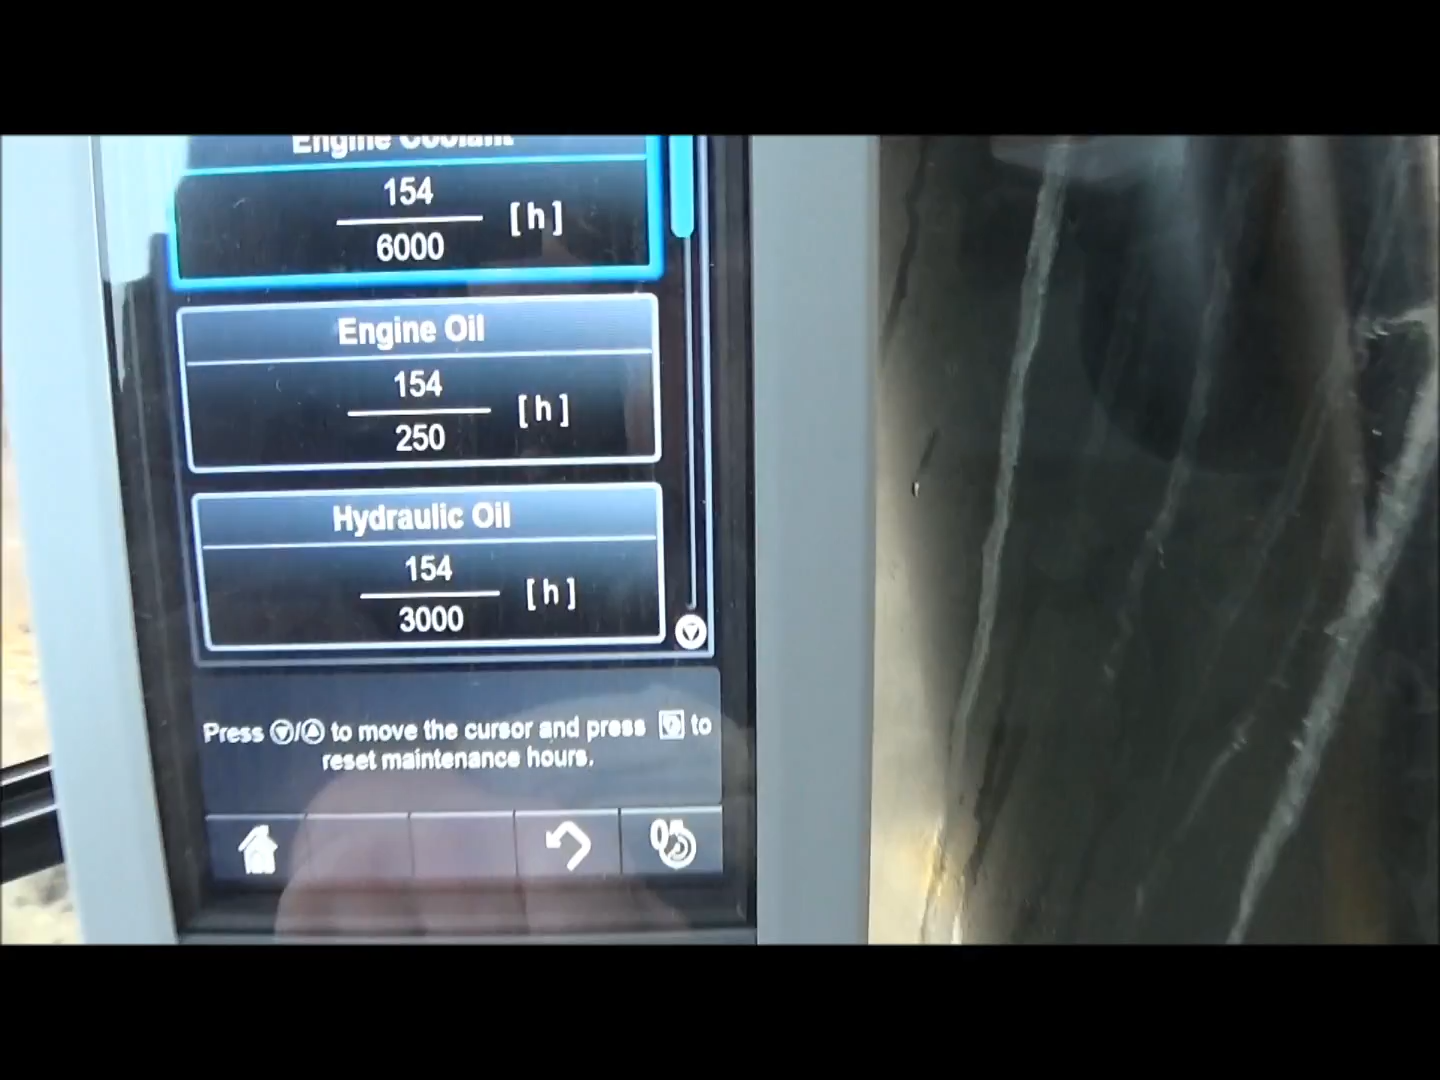 Engine Coolant
154
6000
[h]
Engine Oil
154
250
[h]
Hydraulic Oil
154
3000
[h]
Press ▽/△ to move the cursor and press to
reset maintenance hours.